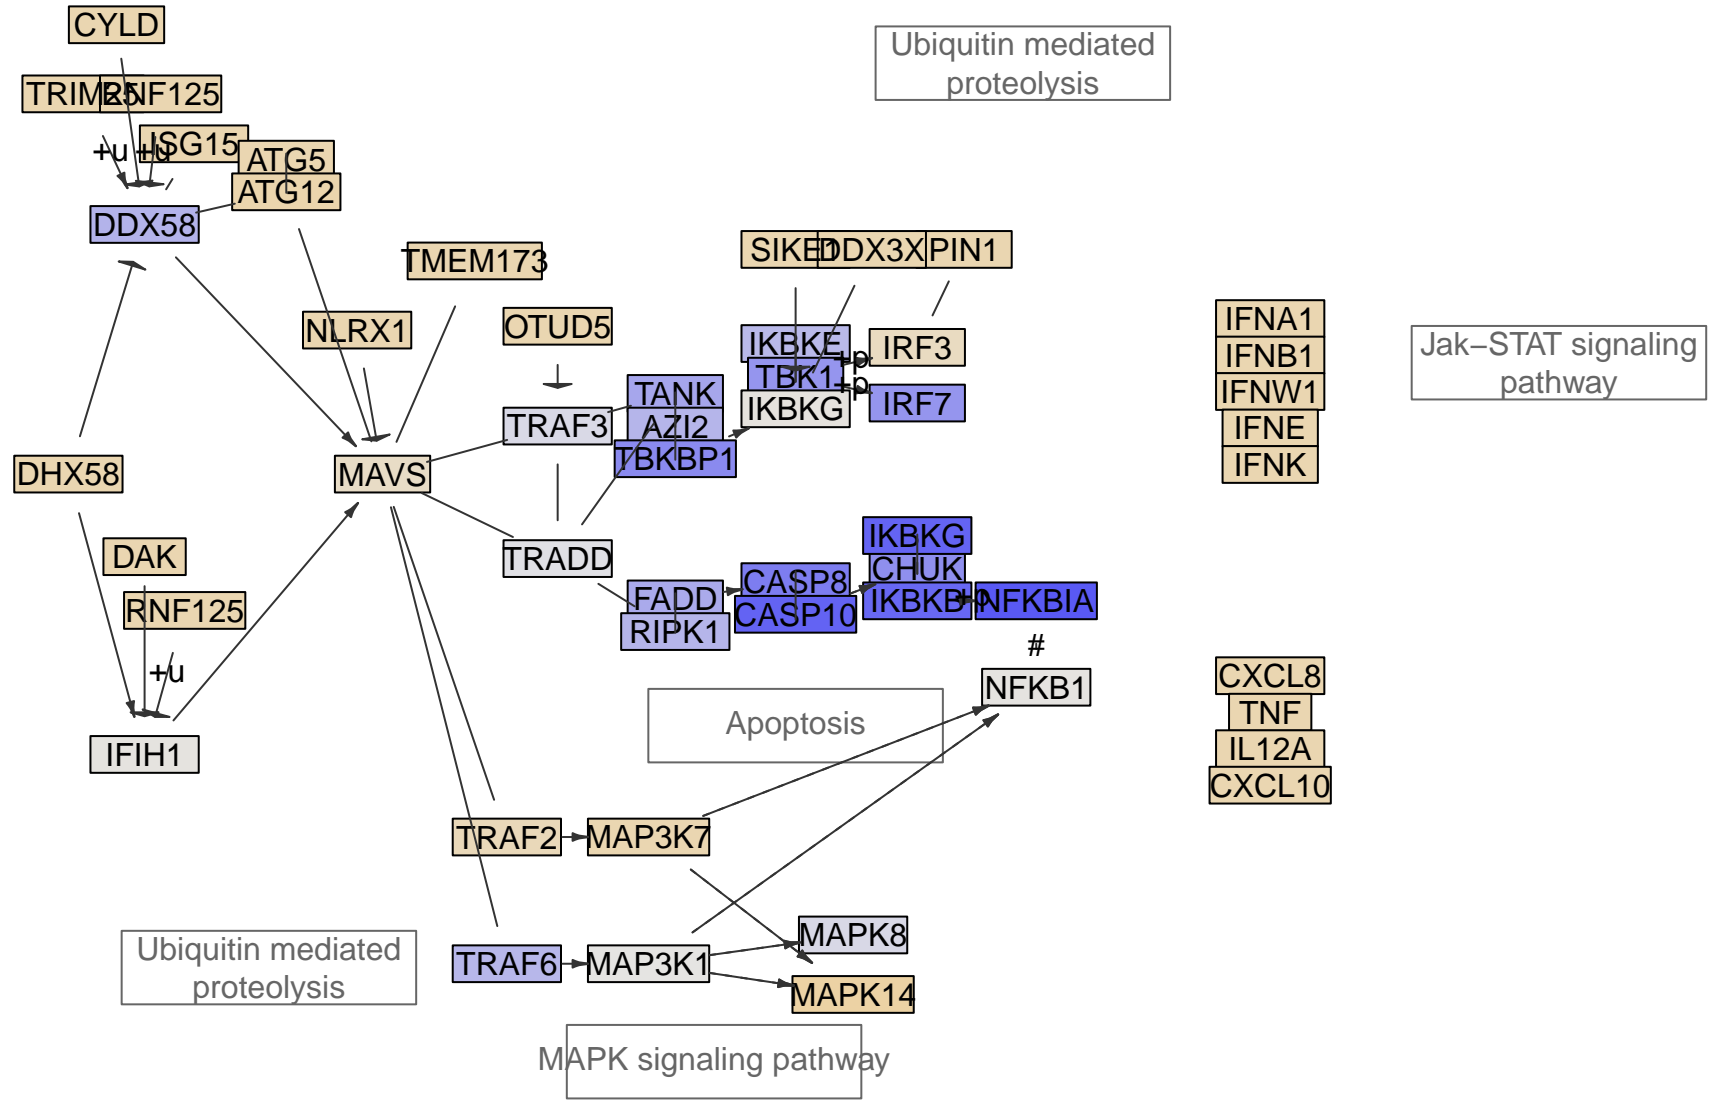 CYLD
Ubiquitin mediated
proteolysis
TRIM25
RNF125
ISG15
+u
+u
ATG5
ATG12
DDX58
TMEM173
SIKE1
DDX3X
PIN1
NLRX1
OTUD5
IKBKE
IRF3
+p
TBK1
+p
IKBKG
IRF7
IFNA1
IFNB1
IFNW1
IFNE
IFNK
Jak−STAT signaling
pathway
TANK
TRAF3
AZI2
TBKBP1
DHX58
MAVS
DAK
RNF125
+u
IFIH1
TRADD
FADD
RIPK1
CASP8
CASP10
IKBKG
CHUK
IKBKB
+p
NFKBIA
#
NFKB1
CXCL8
TNF
IL12A
CXCL10
Apoptosis
TRAF2
MAP3K7
MAPK8
TRAF6
MAP3K1
MAPK14
Ubiquitin mediated
proteolysis
MAPK signaling pathway